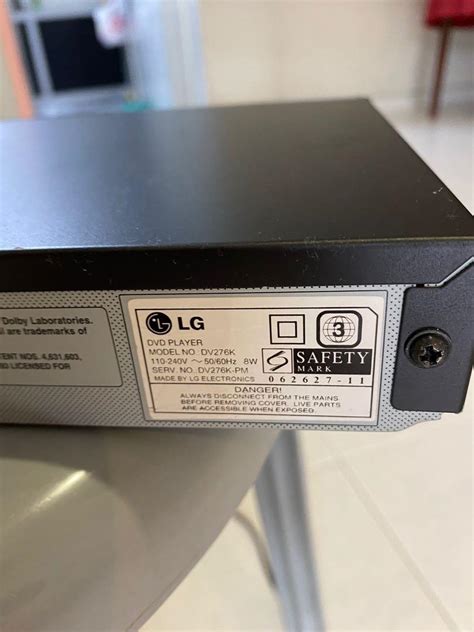 Dolby Laboratories.
are trademarks of
ENT NOS. 4,631,603,
LICENSED FOR
LG
DVD PLAYER
MODEL NO : DV276K
110-240V ~ 50/60Hz 8W
SERV. NO : DV276K-PM
MADE BY LG ELECTRONICS
3
S
SAFETY
MARK
062627-11
DANGER!
ALWAYS DISCONNECT FROM THE MAINS
BEFORE REMOVING COVER. LIVE PARTS
ARE ACCESSIBLE WHEN EXPOSED.